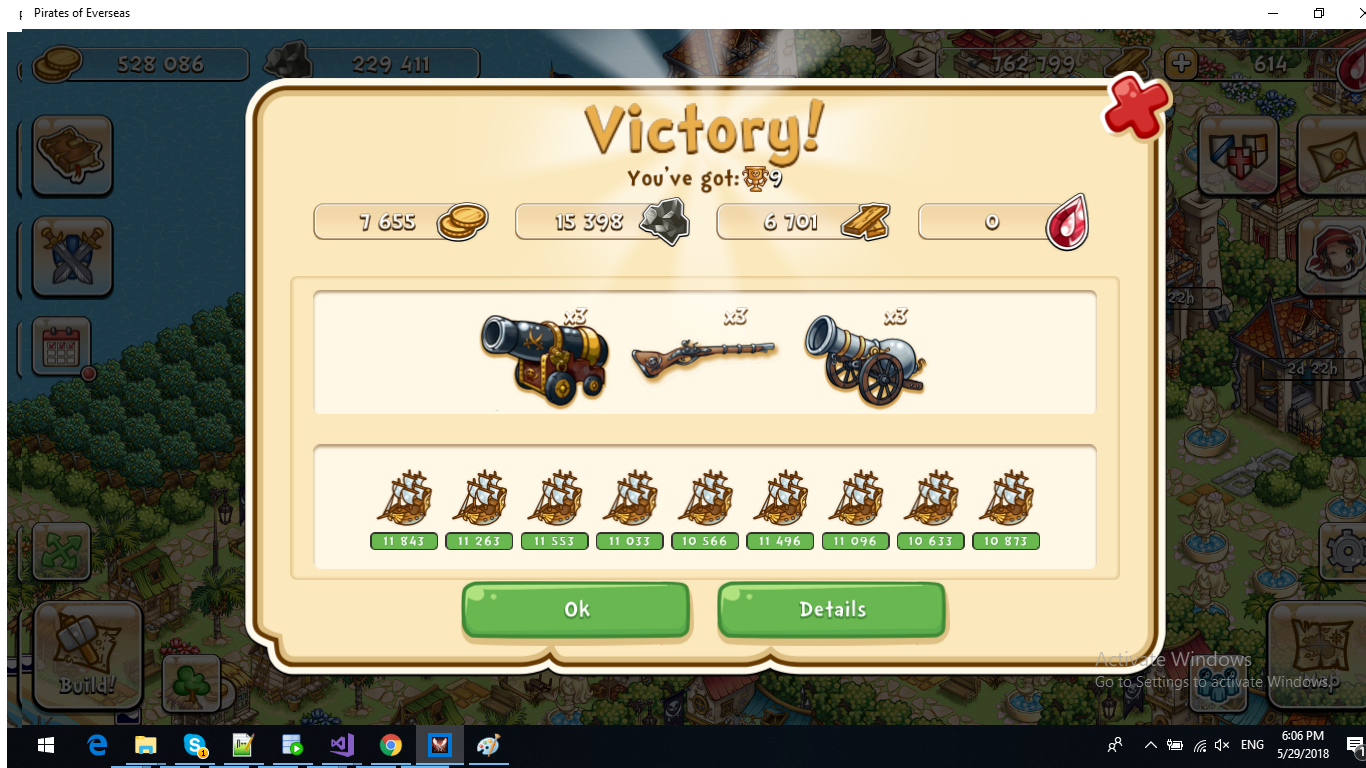 Pirates of Everseas
528 086
229 411
762 799
614
Victory!
You've got: 9
7 655
15 398
6 701
0
x3
x3
x3
22h
2d 22h
11 843
11 263
11 553
11 033
10 566
11 496
11 096
10 633
10 873
Ok
Details
Build!
Activate Windows
Go to Settings to activate Windows.
1
ENG
6:06 PM
5/29/2018
1